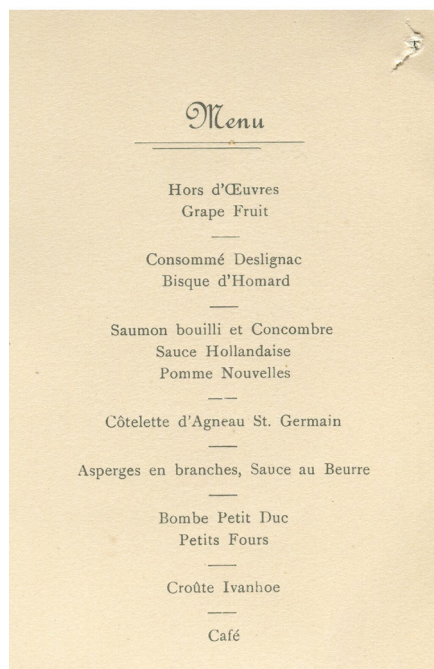 Menu
Hors d'Œuvres
Grape Fruit
Consommé Deslignac
Bisque d'Homard
Saumon bouilli et Concombre
Sauce Hollandaise
Pomme Nouvelles
Côtelette d'Agneau St. Germain
Asperges en branches, Sauce au Beurre
Bombe Petit Duc
Petits Fours
Croûte Ivanhoe
Café